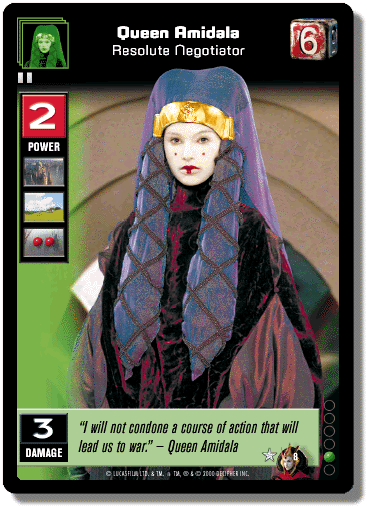 Queen Amidala
Resolute Negotiator
6
2
POWER
3
DAMAGE
"I will not condone a course of action that will
lead us to war." – Queen Amidala
8
© LUCASFILM LTD. & TM. ® TM, ® & © 2000 DECIPHER INC.